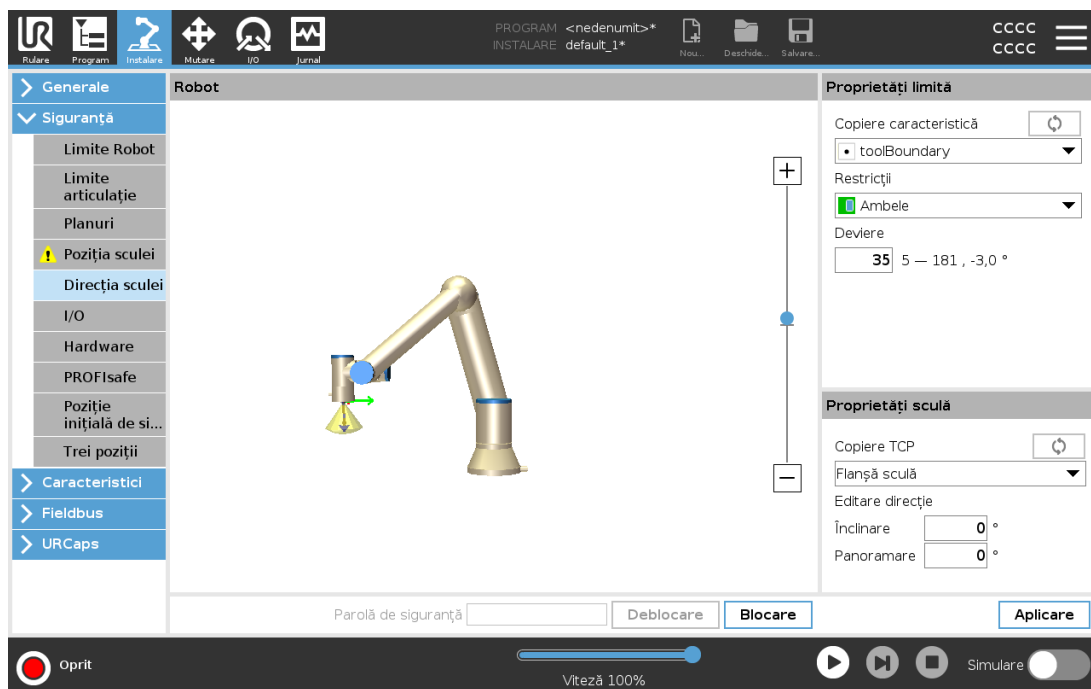 UR
Rulare
Program
Instalare
Mutare
I/O
Jurnal
PROGRAM <nedenumit>*
INSTALARE default_1*
Nou...
Deschide...
Salvare...
CCCC
CCCC
Generale
Siguranță
Limite Robot
Limite
articulație
Planuri
Poziția sculei
Direcția sculei
I/O
Hardware
PROFIsafe
Poziție
inițială de si...
Trei poziții
Caracteristici
Fieldbus
URCaps
Robot
Proprietăți limită
Copiere caracteristică
toolBoundary
Restricții
Ambele
Deviere
35 5 — 181 , -3,0 °
Proprietăți sculă
Copiere TCP
Flanșă sculă
Editare direcție
Înclinare 0 °
Panoramare 0 °
Parolă de siguranță
Deblocare
Blocare
Aplicare
Oprit
Viteză 100%
Simulare